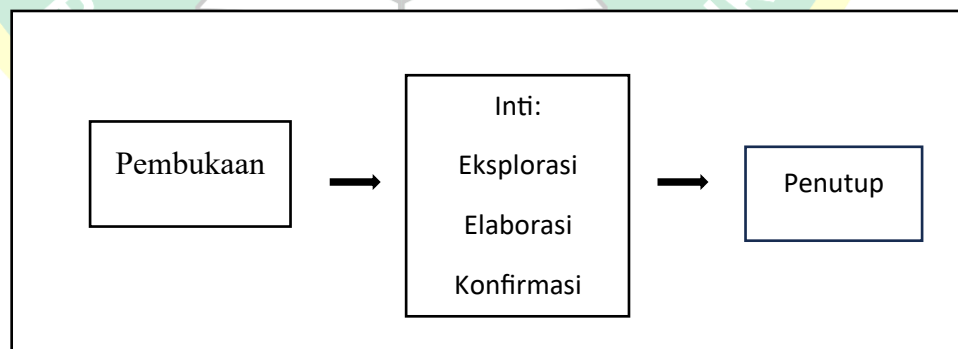 Pembukaan
Inti:
Eksplorasi
Elaborasi
Konfirmasi
Penutup